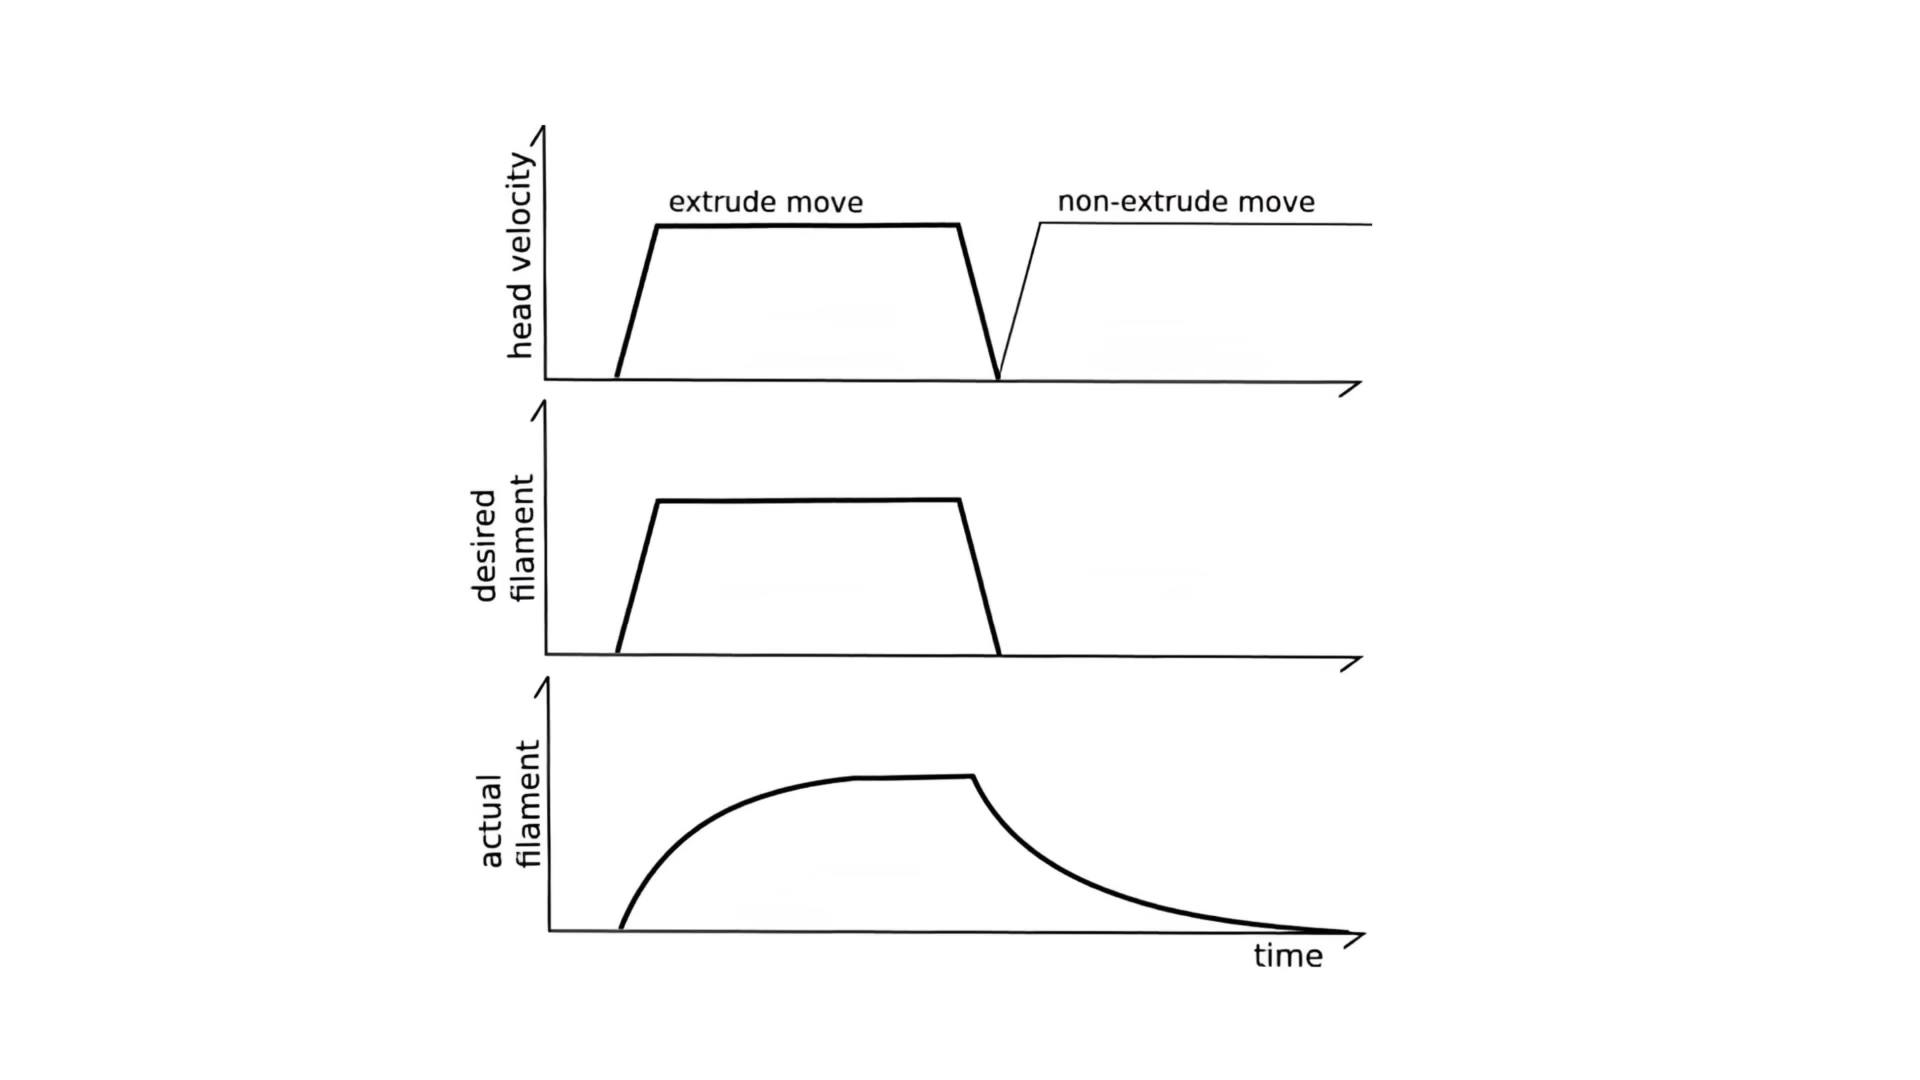 head velocity
extrude move
non-extrude move
desired
filament
actual
filament
time